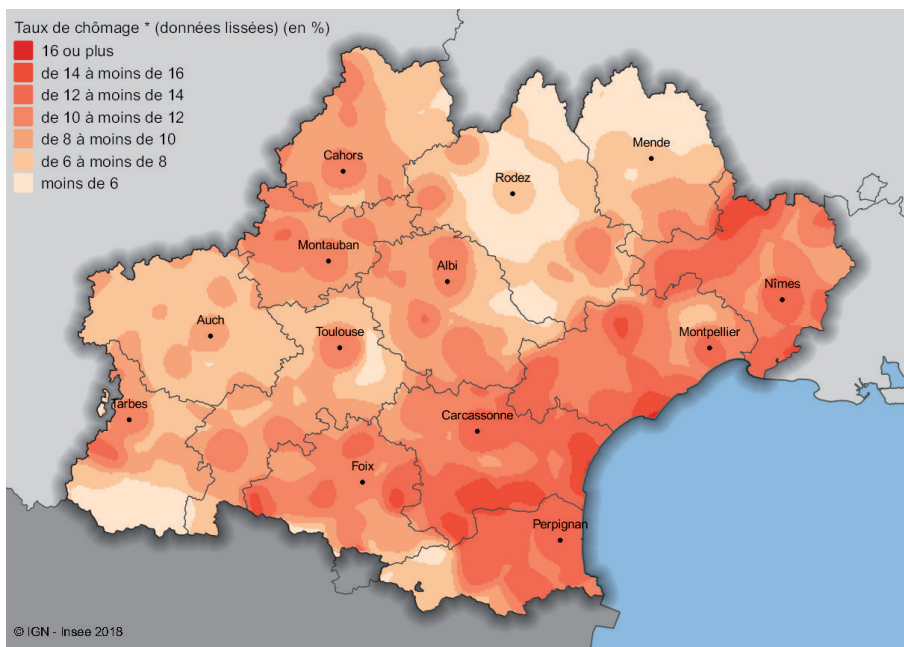 Taux de chômage * (données lissées) (en %)
16 ou plus
de 14 à moins de 16
de 12 à moins de 14
de 10 à moins de 12
de 8 à moins de 10
de 6 à moins de 8
moins de 6
Mende
Cahors
Rodez
Montauban
Albi
Nîmes
Auch
Toulouse
Montpellier
Tarbes
Carcassonne
Foix
Perpignan
© IGN - Insee 2018